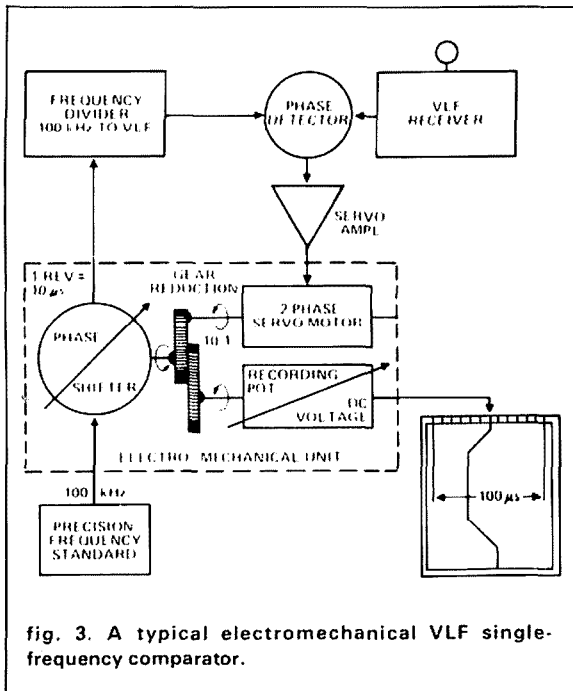 FREQUENCY
DIVIDER
100 kHz TO VLF
PHASE
DETECTOR
VLF
RECEIVER
SERVO
AMPL
1 REV =
10 µs
GEAR
REDUCTION
2 PHASE
SERVO MOTOR
10:1
PHASE
SHIFTER
RECORDING
POT
DC
VOLTAGE
ELECTRO MECHANICAL UNIT
100 kHz
100 µs
PRECISION
FREQUENCY
STANDARD
fig. 3. A typical electromechanical VLF single-
frequency comparator.